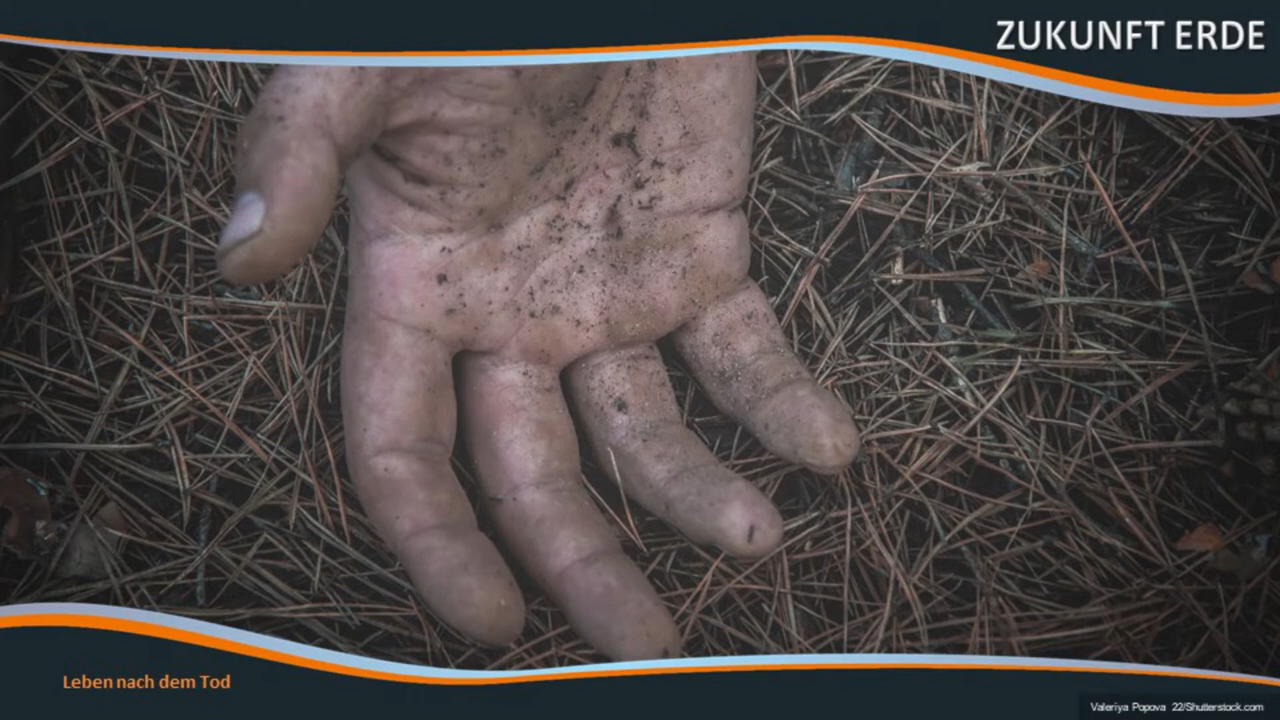 ZUKUNFT ERDE
Leben nach dem Tod
Valeriya Popova 22/Shutterstock.com